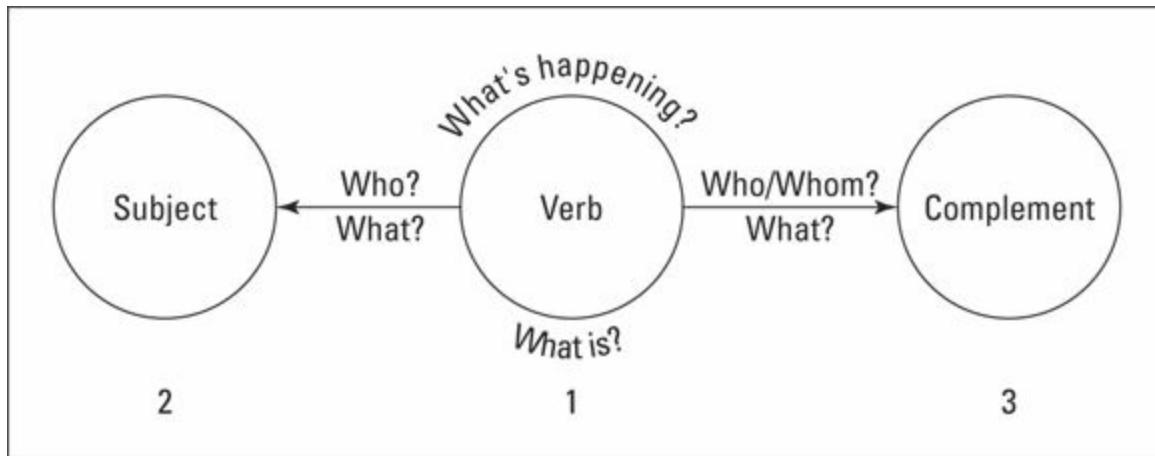 What's happening?
Who?
Who/Whom?
Subject
Verb
Complement
What?
What?
What is?
2
1
3